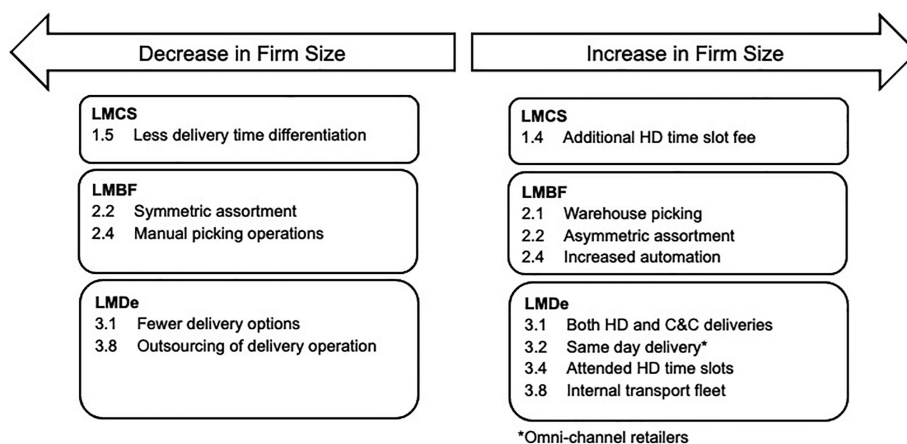 Decrease in Firm Size
Increase in Firm Size
LMCS
1.5 Less delivery time differentiation
LMBF
2.2 Symmetric assortment
2.4 Manual picking operations
LMDe
3.1 Fewer delivery options
3.8 Outsourcing of delivery operation
LMCS
1.4 Additional HD time slot fee
LMBF
2.1 Warehouse picking
2.2 Asymmetric assortment
2.4 Increased automation
LMDe
3.1 Both HD and C&C deliveries
3.2 Same day delivery*
3.4 Attended HD time slots
3.8 Internal transport fleet
*Omni-channel retailers